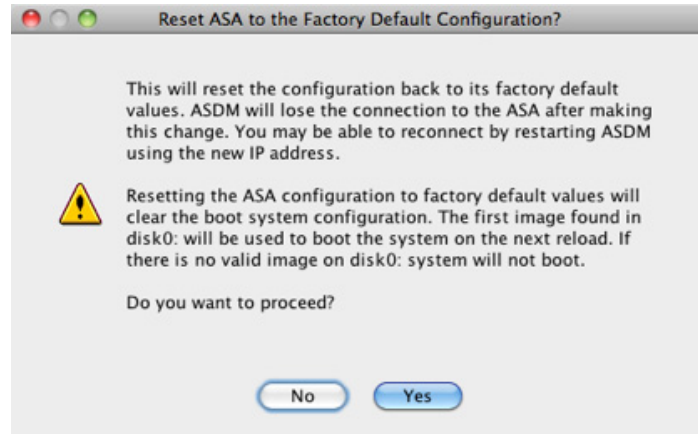 Reset ASA to the Factory Default Configuration?
This will reset the configuration back to its factory default
values. ASDM will lose the connection to the ASA after making
this change. You may be able to reconnect by restarting ASDM
using the new IP address.
Resetting the ASA configuration to factory default values will
clear the boot system configuration. The first image found in
disk0: will be used to boot the system on the next reload. If
there is no valid image on disk0: system will not boot.
Do you want to proceed?
No
Yes